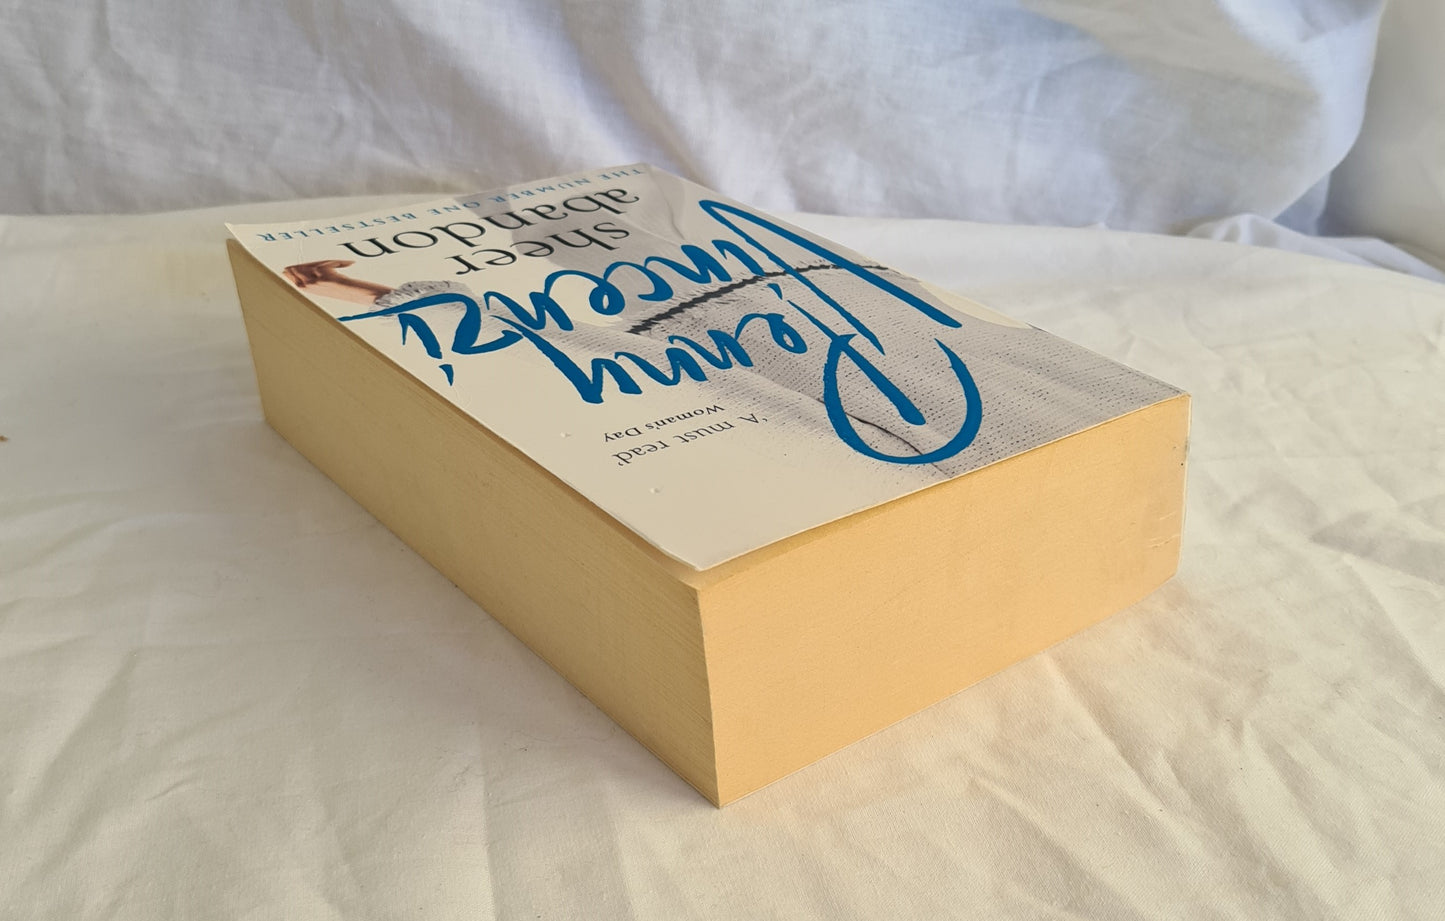 'A must read'
Woman's Day
Penny
Vincenzi
sheer
abandon
THE NUMBER ONE BESTSELLER